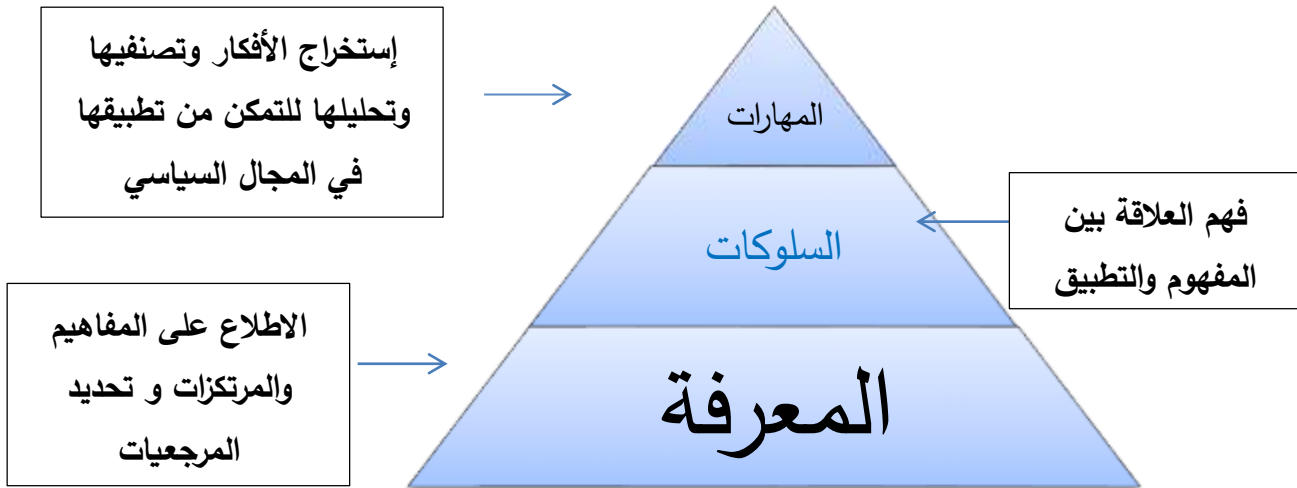 إستخراج الأفكار وتصنفيها
وتحليلها للتمكن من تطبيقها
في المجال السياسي
المهارات
فهم العلاقة بين
المفهوم والتطبيق
السلوكات
الاطلاع على المفاهيم
والمرتكزات و تحديد
المرجعيات
المعرفة